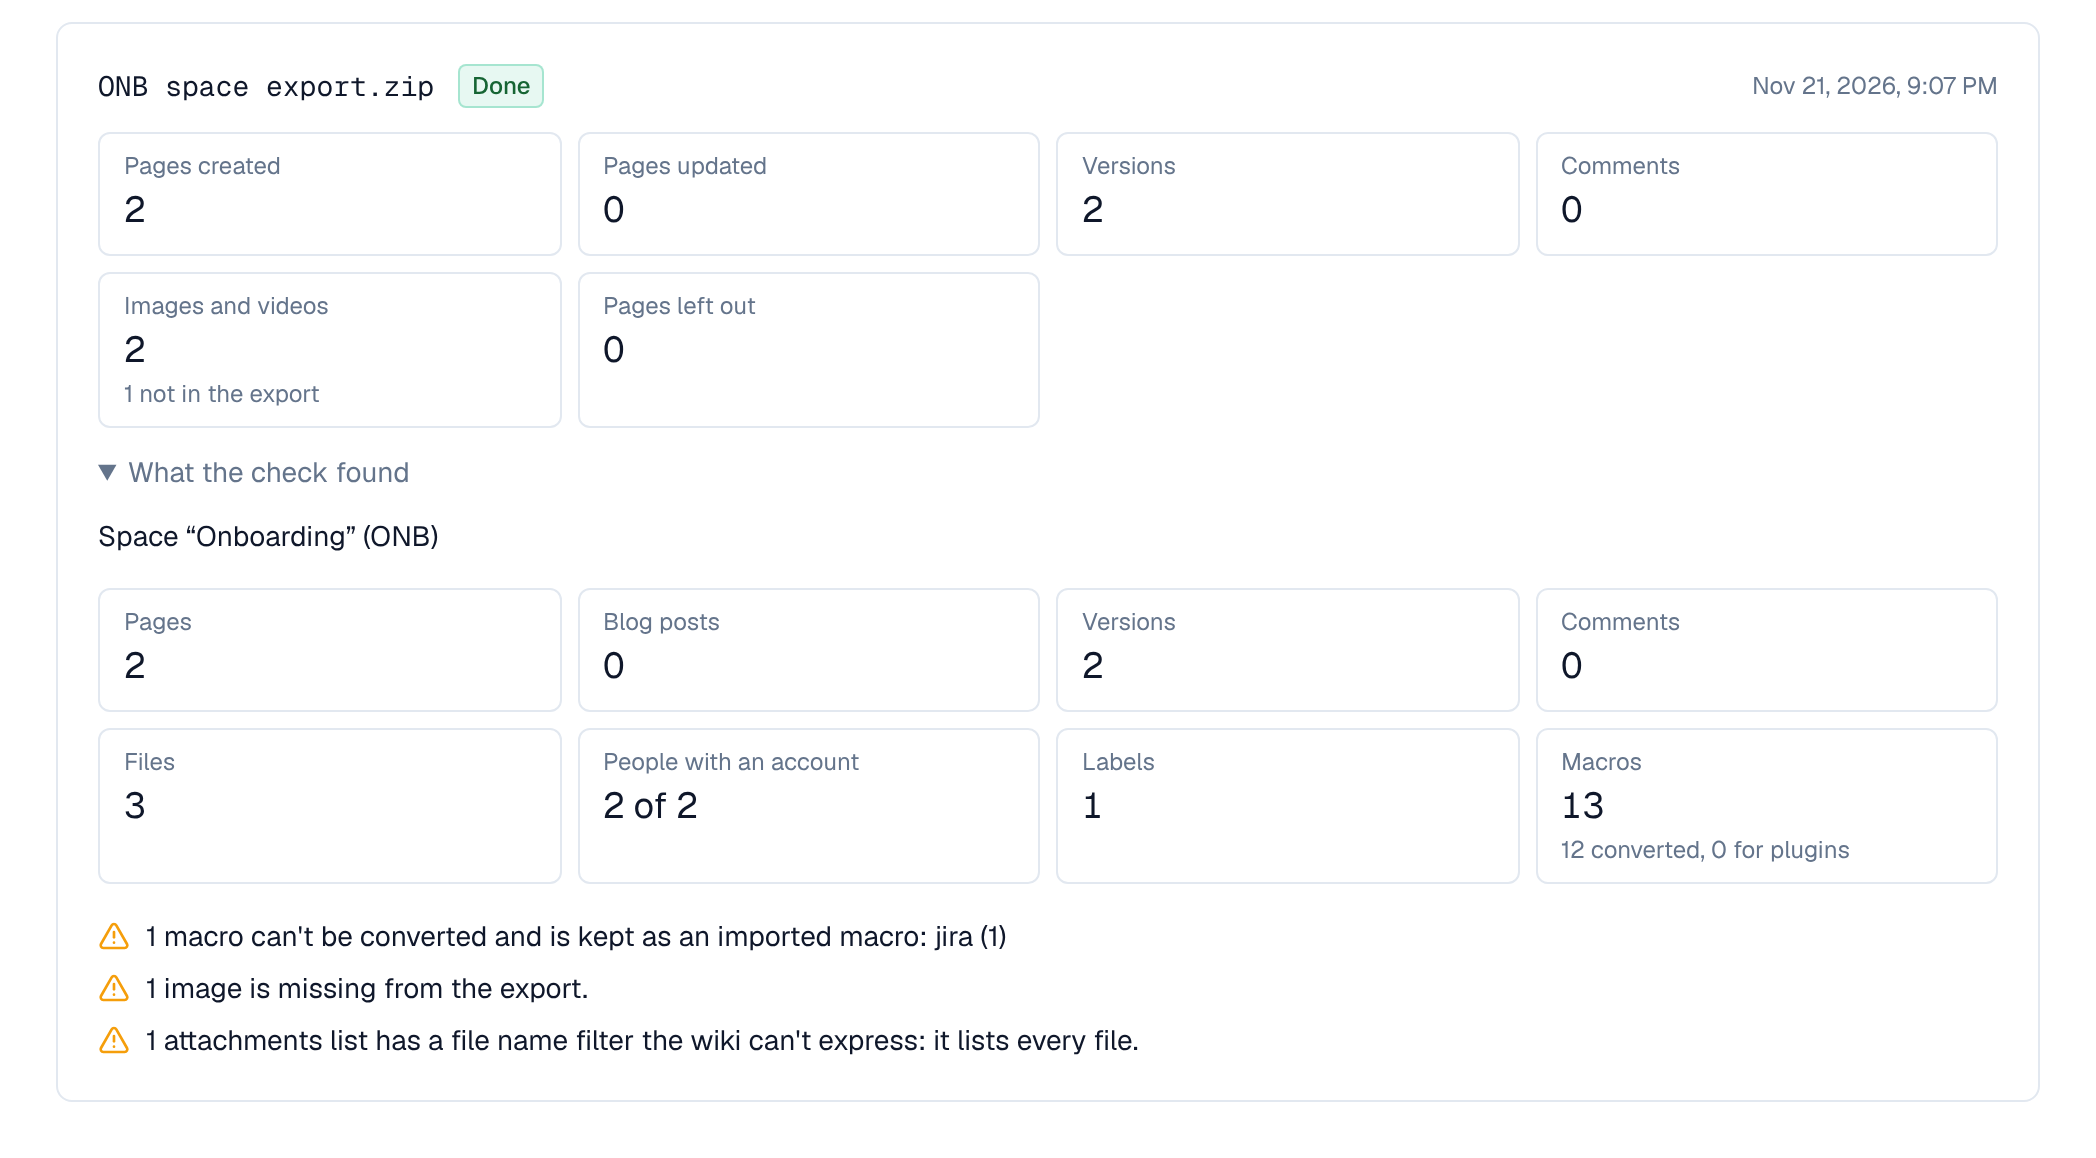 ONB space export.zip Done Nov 21, 2026, 9:07 PM
Pages created
2
Pages updated
0
Versions
2
Comments
0
Images and videos
2
1 not in the export
Pages left out
0
▼ What the check found
Space “Onboarding” (ONB)
Pages
2
Blog posts
0
Versions
2
Comments
0
Files
3
People with an account
2 of 2
Labels
1
Macros
13
12 converted, 0 for plugins
1 macro can't be converted and is kept as an imported macro: jira (1)
1 image is missing from the export.
1 attachments list has a file name filter the wiki can't express: it lists every file.